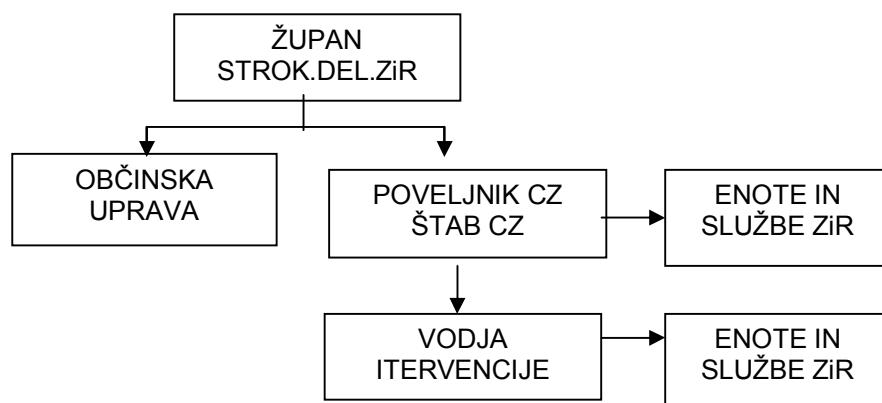 ŽUPAN
STROK.DEL.ZiR
OBČINSKA
UPRAVA
POVELJNIK CZ
ŠTAB CZ
ENOTE IN
SLUŽBE ZiR
VODJA
ITERVENCIJE
ENOTE IN
SLUŽBE ZiR